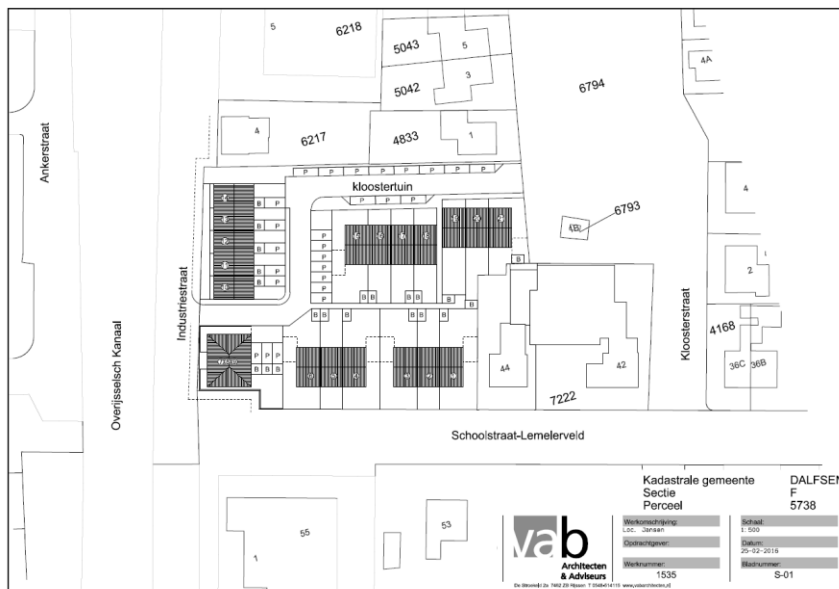 5
6218
5043
5
5042
3
6794
4A
4
6217
4833
1
Ankerstraat
P P P P P P P P P
kloostertuin
P P P P
4
6793
B P
B P
B P
B P
B P
P
P
P
P
P
P
P
B
2
Industriestraat
Kloosterstraat
4168
B B B B B B
B B B B B B
36C 36B
P P P
B B B
44
42
7222
Overijsselsch Kanaal
Schoolstraat-Lemelerveld
55
1
53
Kadastrale gemeente DALFSEN
Sectie F
Perceel 5738
vab
Architecten
& Adviseurs
Werkomschrijving:
Loc. Jansen
Schaal:
1:500
Opdrachtgever:
Datum:
25-02-2016
Werknummer:
1535
Bladnummer:
S-01